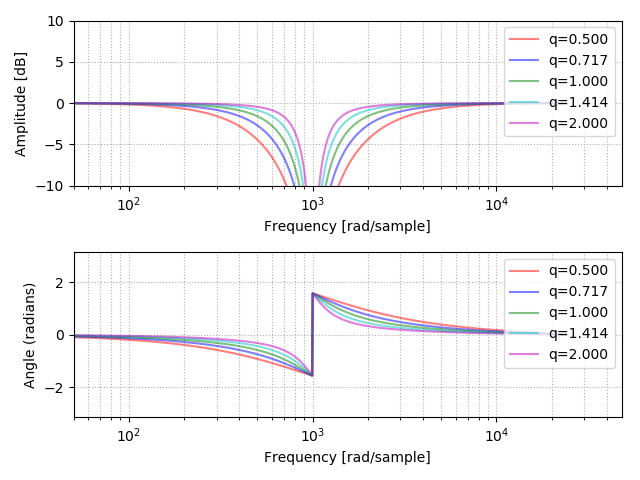 10
5
0
−5
−10
Amplitude [dB]
q=0.500
q=0.717
q=1.000
q=1.414
q=2.000
10² 10³ 10⁴
Frequency [rad/sample]
2
0
−2
Angle (radians)
q=0.500
q=0.717
q=1.000
q=1.414
q=2.000
10² 10³ 10⁴
Frequency [rad/sample]